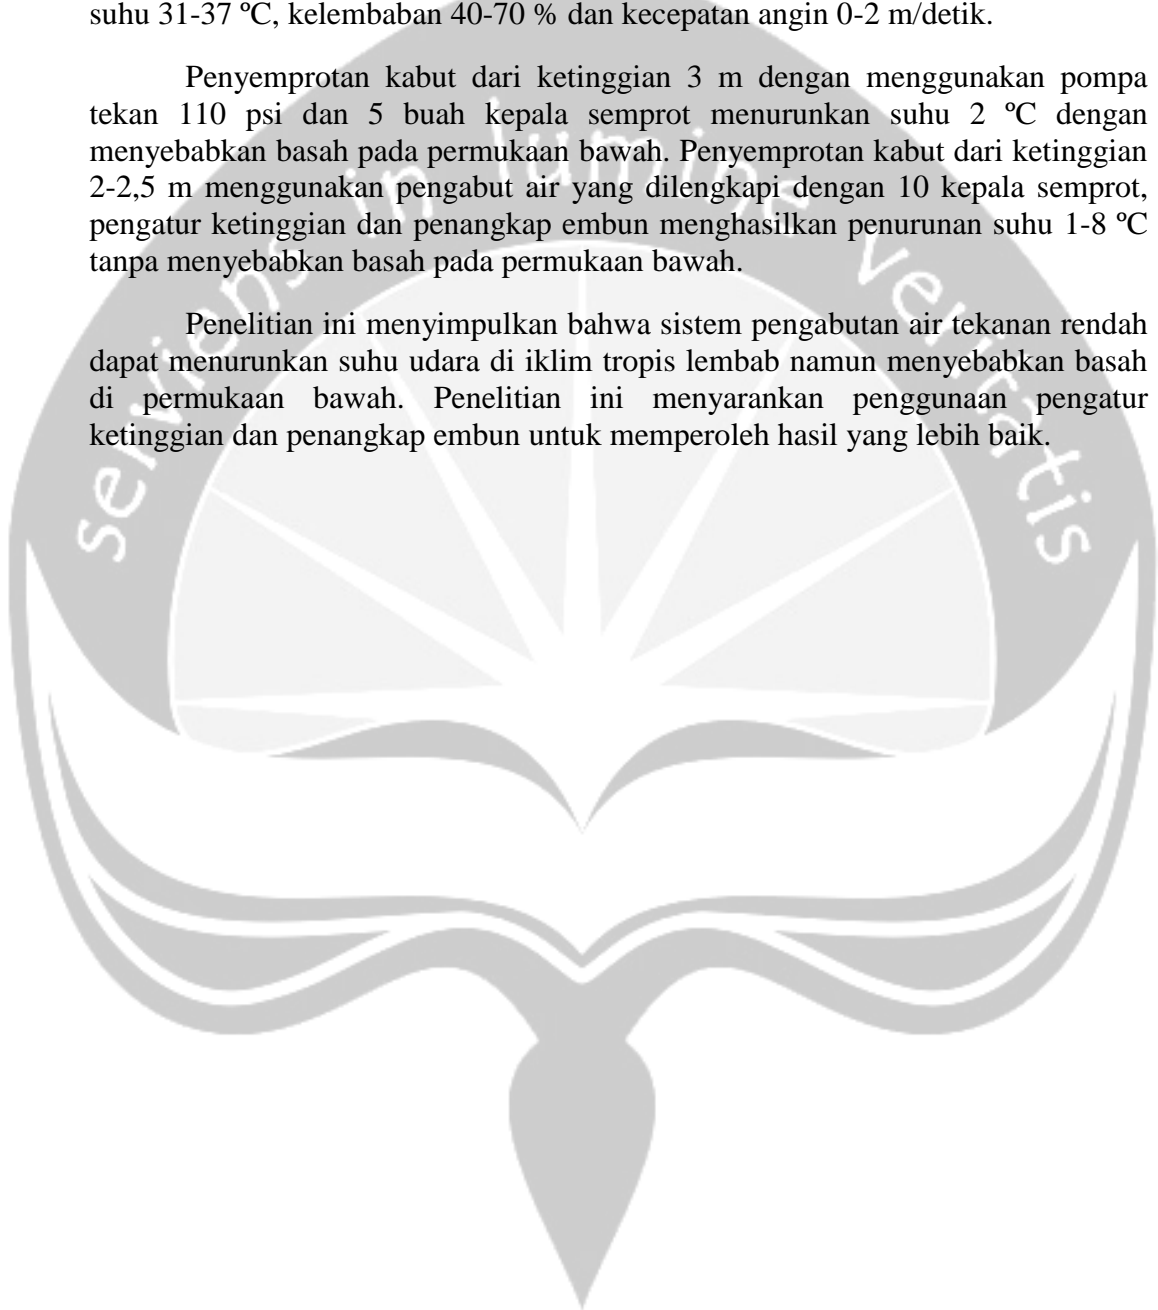 suhu 31-37 ºC, kelembaban 40-70 % dan kecepatan angin 0-2 m/detik.
Penyemprotan kabut dari ketinggian 3 m dengan menggunakan pompa
tekan 110 psi dan 5 buah kepala semprot menurunkan suhu 2 ºC dengan
menyebabkan basah pada permukaan bawah. Penyemprotan kabut dari ketinggian
2-2,5 m menggunakan pengabut air yang dilengkapi dengan 10 kepala semprot,
pengatur ketinggian dan penangkap embun menghasilkan penurunan suhu 1-8 ºC
tanpa menyebabkan basah pada permukaan bawah.
Penelitian ini menyimpulkan bahwa sistem pengabutan air tekanan rendah
dapat menurunkan suhu udara di iklim tropis lembab namun menyebabkan basah
di permukaan bawah. Penelitian ini menyarankan penggunaan pengatur
ketinggian dan penangkap embun untuk memperoleh hasil yang lebih baik.
serviens in lumine veritatis